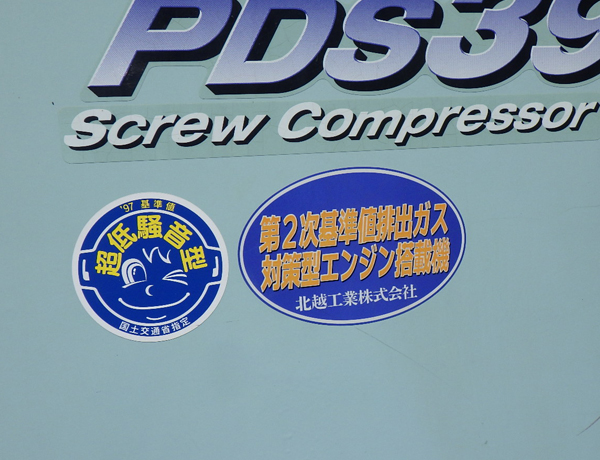 PDS39
Screw Compressor
'97 基準値
超低騒音型
国土交通省指定
第2次基準値排出ガス
対策型エンジン搭載機
北越工業株式会社